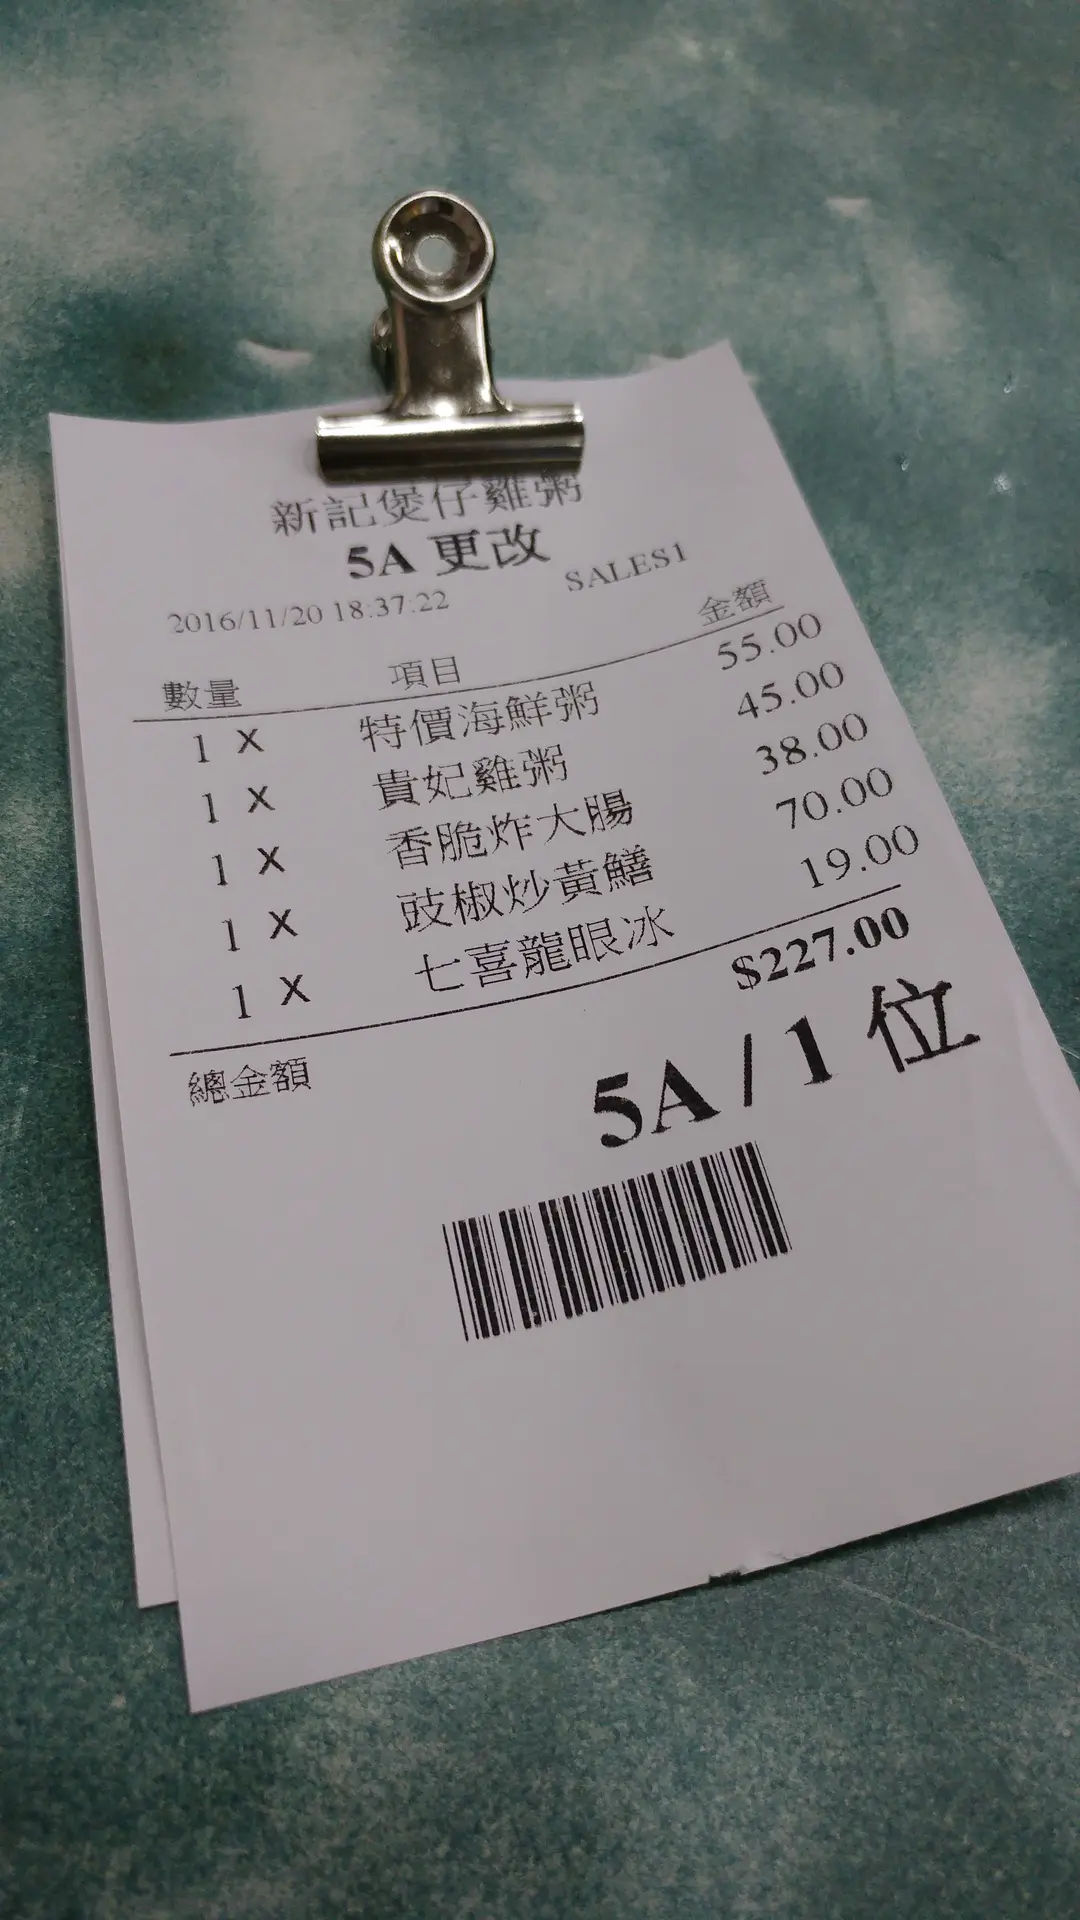 新記煲仔雞粥
5A 更改
2016/11/20 18:37:22 SALES1
數量 項目 金額
1 X 特價海鮮粥 55.00
1 X 貴妃雞粥 45.00
1 X 香脆炸大腸 38.00
1 X 豉椒炒黃鱔 70.00
1 X 七喜龍眼冰 19.00
總金額 $227.00
5A / 1 位